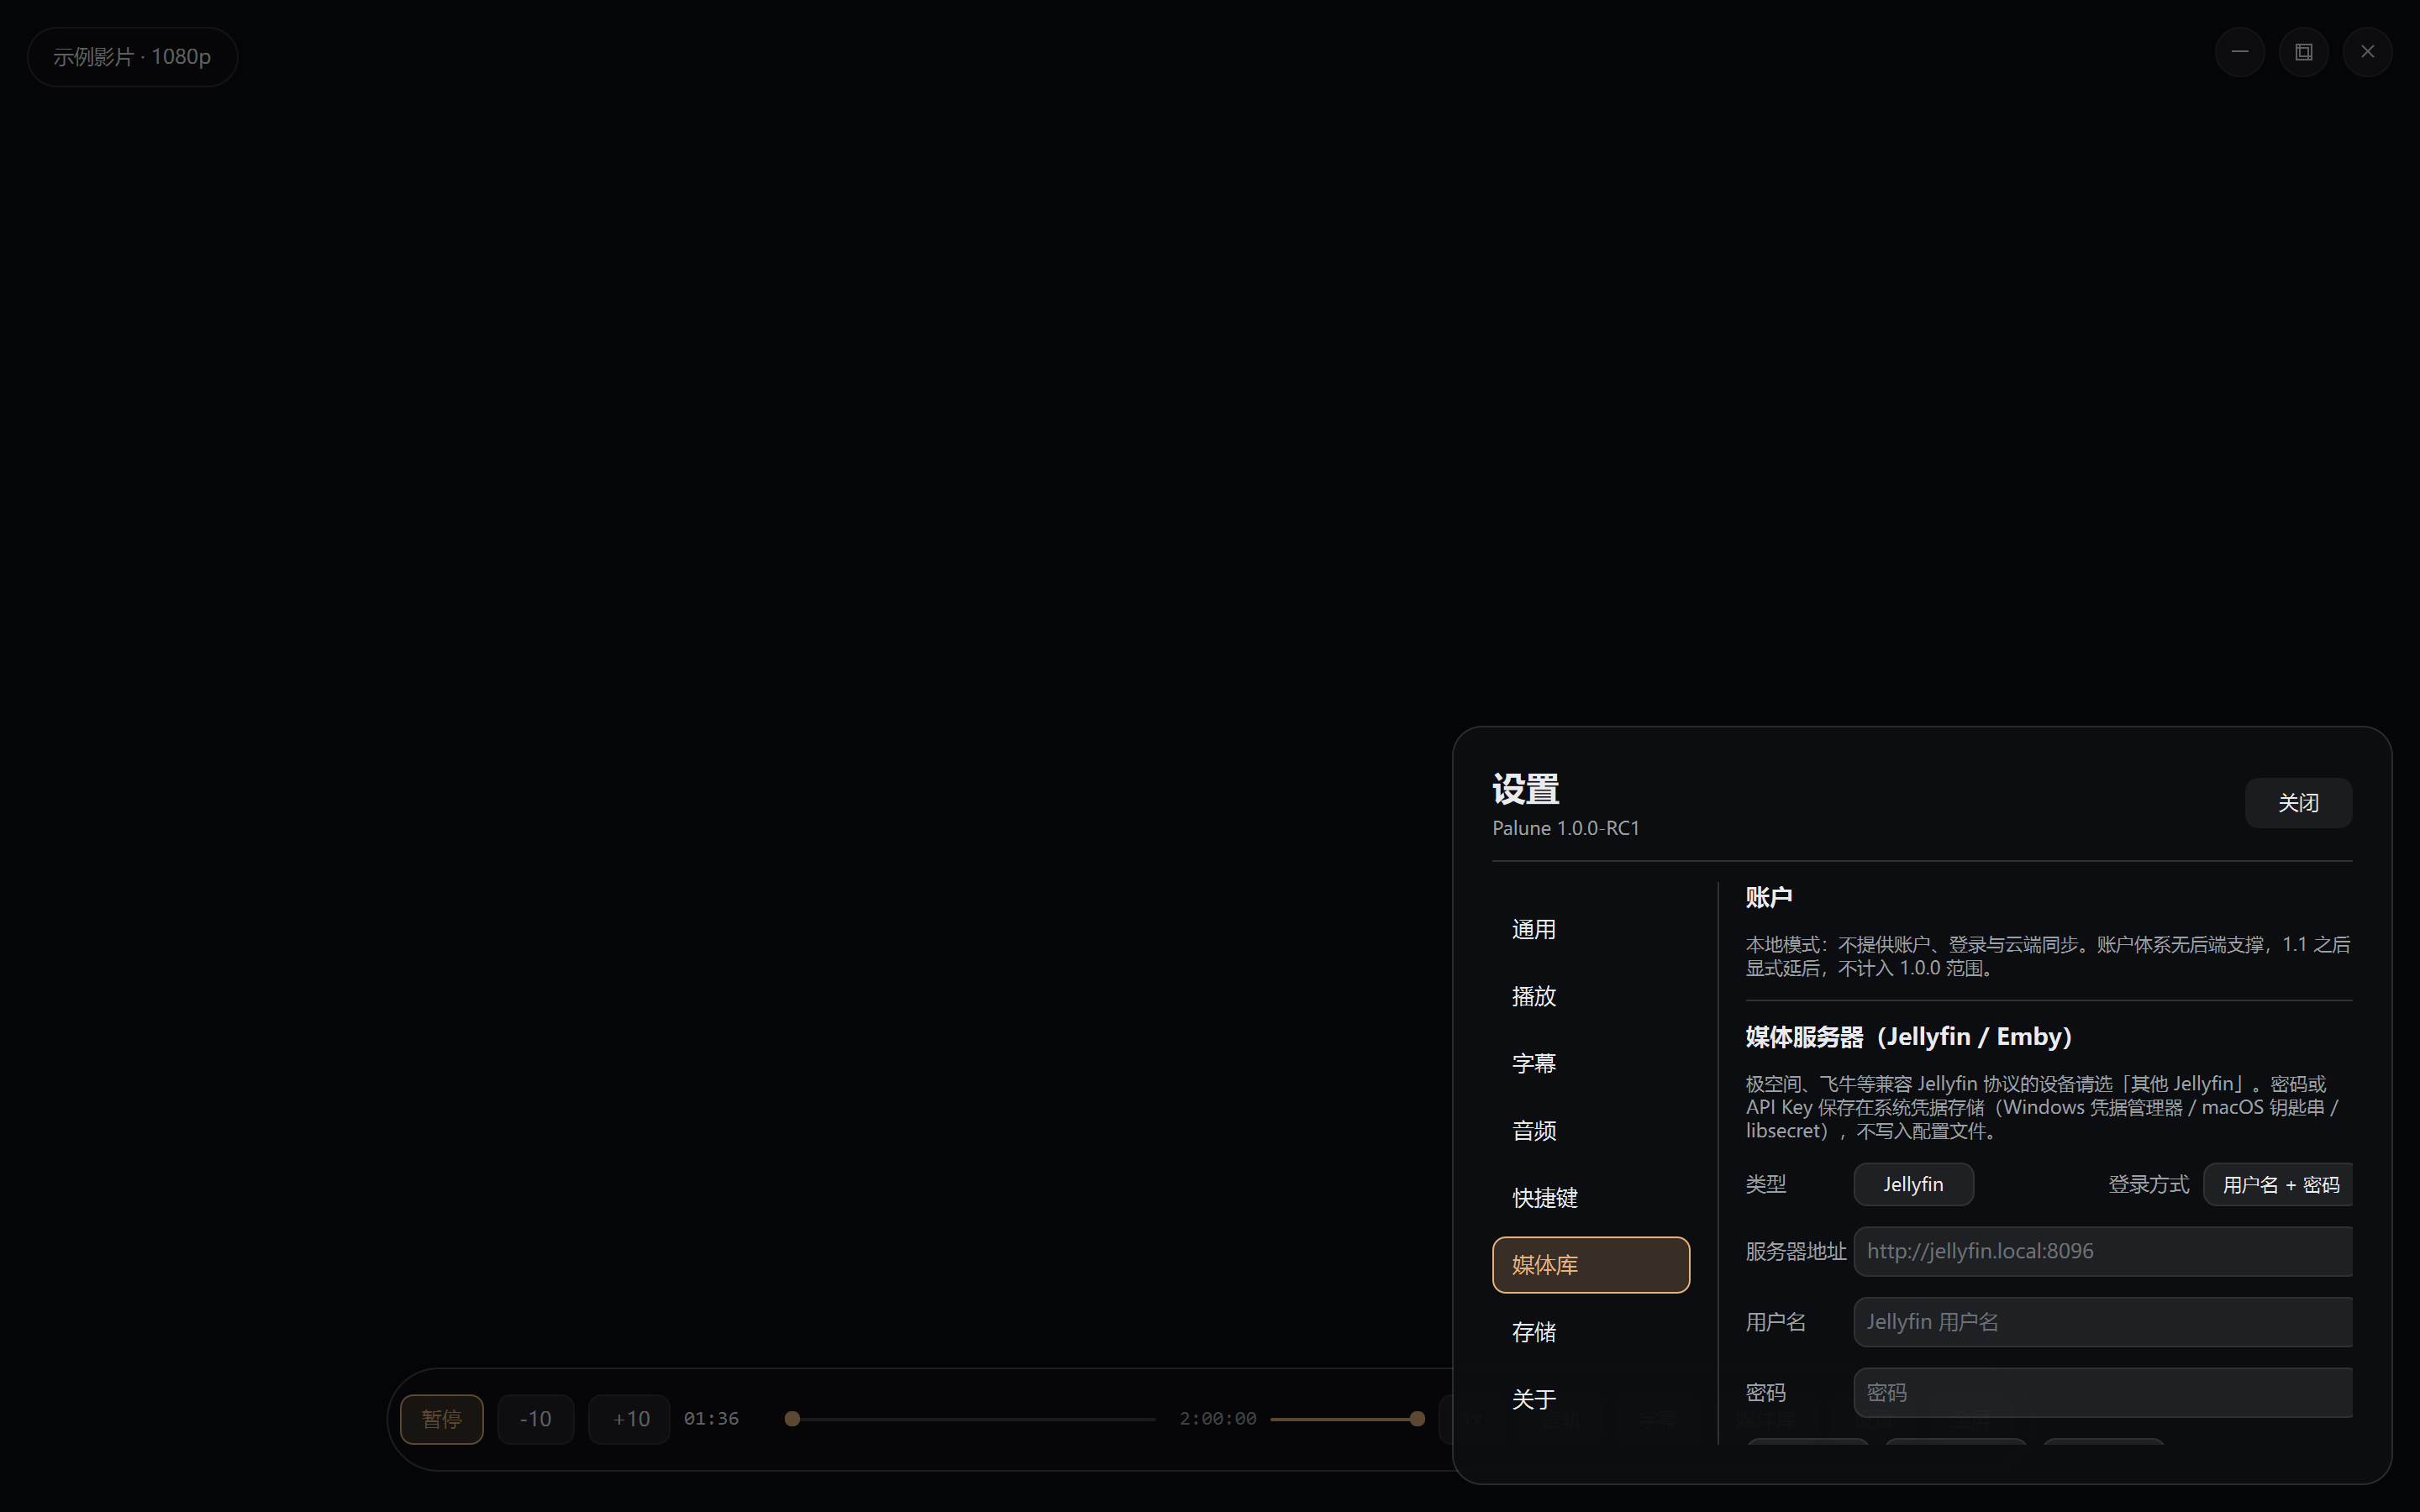 示例影片 · 1080p
设置
Palune 1.0.0-RC1
关闭
通用
播放
字幕
音频
快捷键
媒体库
存储
关于
账户
本地模式：不提供账户、登录与云端同步。账户体系无后端支撑，1.1 之后
显式延后，不计入 1.0.0 范围。
媒体服务器（Jellyfin / Emby）
极空间、飞牛等兼容 Jellyfin 协议的设备请选「其他 Jellyfin」。密码或
API Key 保存在系统凭据存储（Windows 凭据管理器 / macOS 钥匙串 /
libsecret），不写入配置文件。
类型 Jellyfin 登录方式 用户名 + 密码
服务器地址 http://jellyfin.local:8096
用户名 Jellyfin 用户名
密码 密码
暂停 -10 +10 01:36 2:00:00